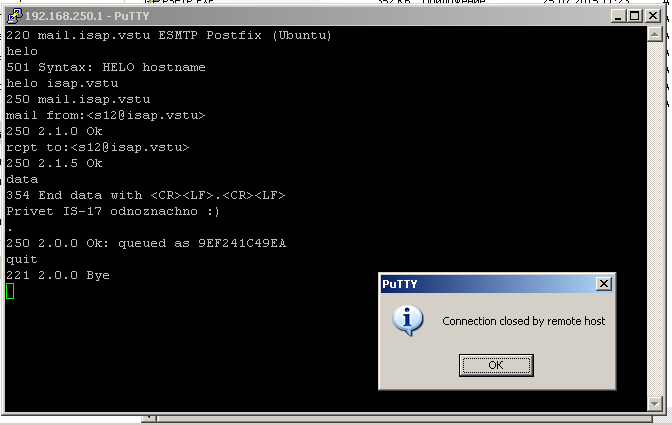 192.168.250.1 - PuTTY
220 mail.isap.vstu ESMTP Postfix (Ubuntu)
helo
501 Syntax: HELO hostname
helo isap.vstu
250 mail.isap.vstu
mail from:<s12@isap.vstu>
250 2.1.0 Ok
rcpt to:<s12@isap.vstu>
250 2.1.5 Ok
data
354 End data with <CR><LF>.<CR><LF>
Privet IS-17 odnoznachno :)
.
250 2.0.0 Ok: queued as 9EF241C49EA
quit
221 2.0.0 Bye
PuTTY
Connection closed by remote host
OK